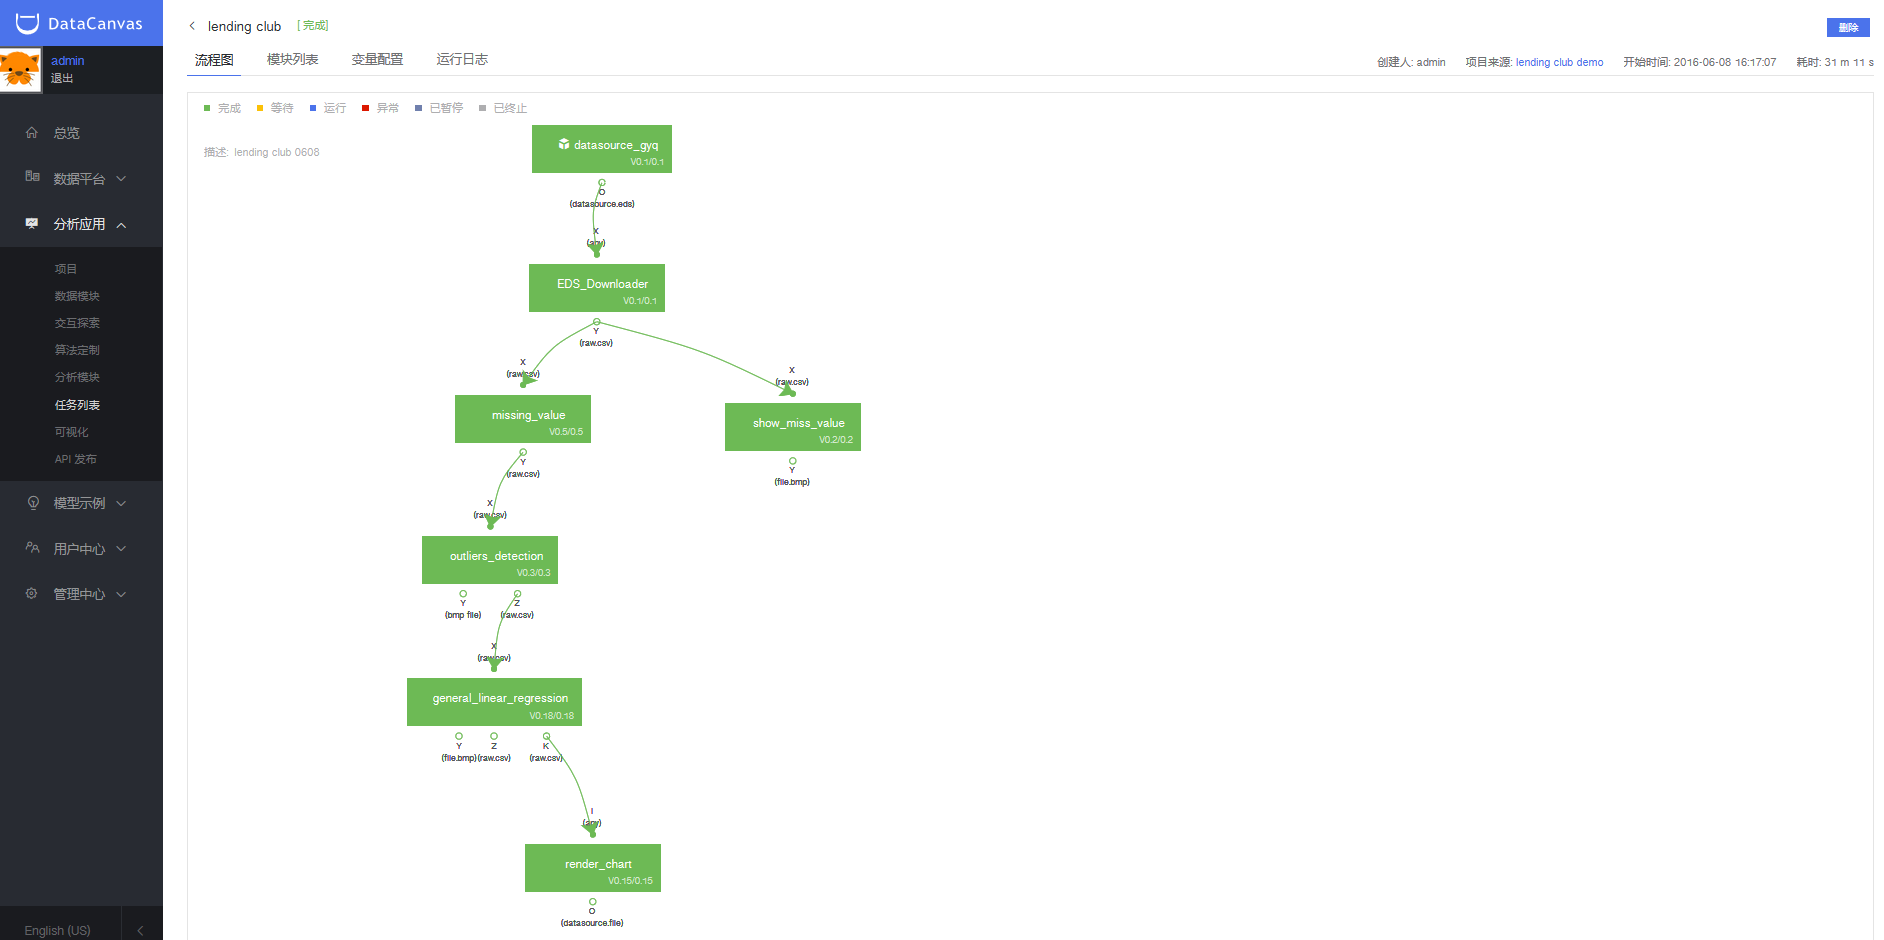 DataCanvas
admin
退出
总览
数据平台
分析应用
项目
数据模块
交互探索
算法定制
分析模块
任务列表
可视化
API 发布
模型示例
用户中心
管理中心
English (US)
lending club [ 完成]
删除
流程图 模块列表 变量配置 运行日志
创建人: admin 项目来源: lending club demo 开始时间: 2016-06-08 16:17:07 耗时: 31 m 11 s
完成 等待 运行 异常 已暂停 已终止
描述: lending club 0608
datasource_gyq
V0.1/0.1
O
(datasource.eds)
X
(any)
EDS_Downloader
V0.1/0.1
Y
(raw.csv)
X
(raw.csv)
X
(raw.csv)
missing_value
V0.5/0.5
show_miss_value
V0.2/0.2
Y
(raw.csv)
Y
(file.bmp)
X
(raw.csv)
outliers_detection
V0.3/0.3
Y Z
(bmp file) (raw.csv)
X
(raw.csv)
general_linear_regression
V0.18/0.18
Y Z K
(file.bmp) (raw.csv) (raw.csv)
I
(any)
render_chart
V0.15/0.15
O
(datasource.file)